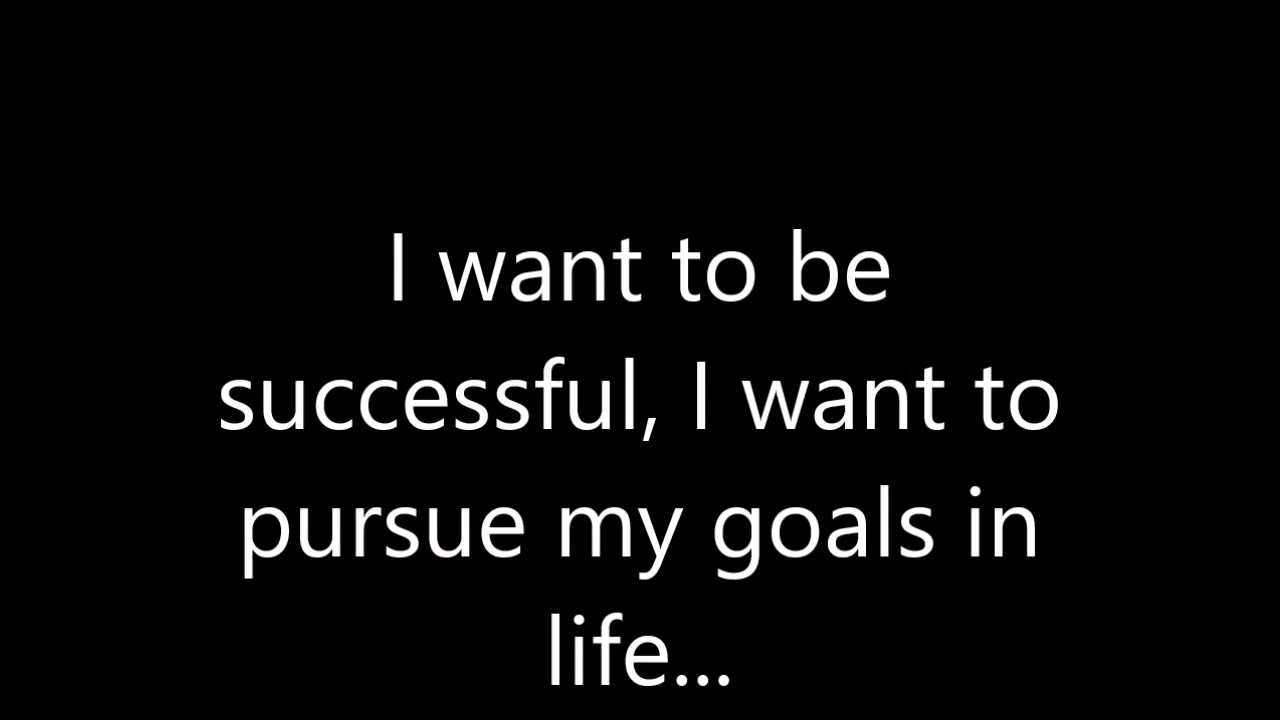 I want to be
successful, I want to
pursue my goals in
life...